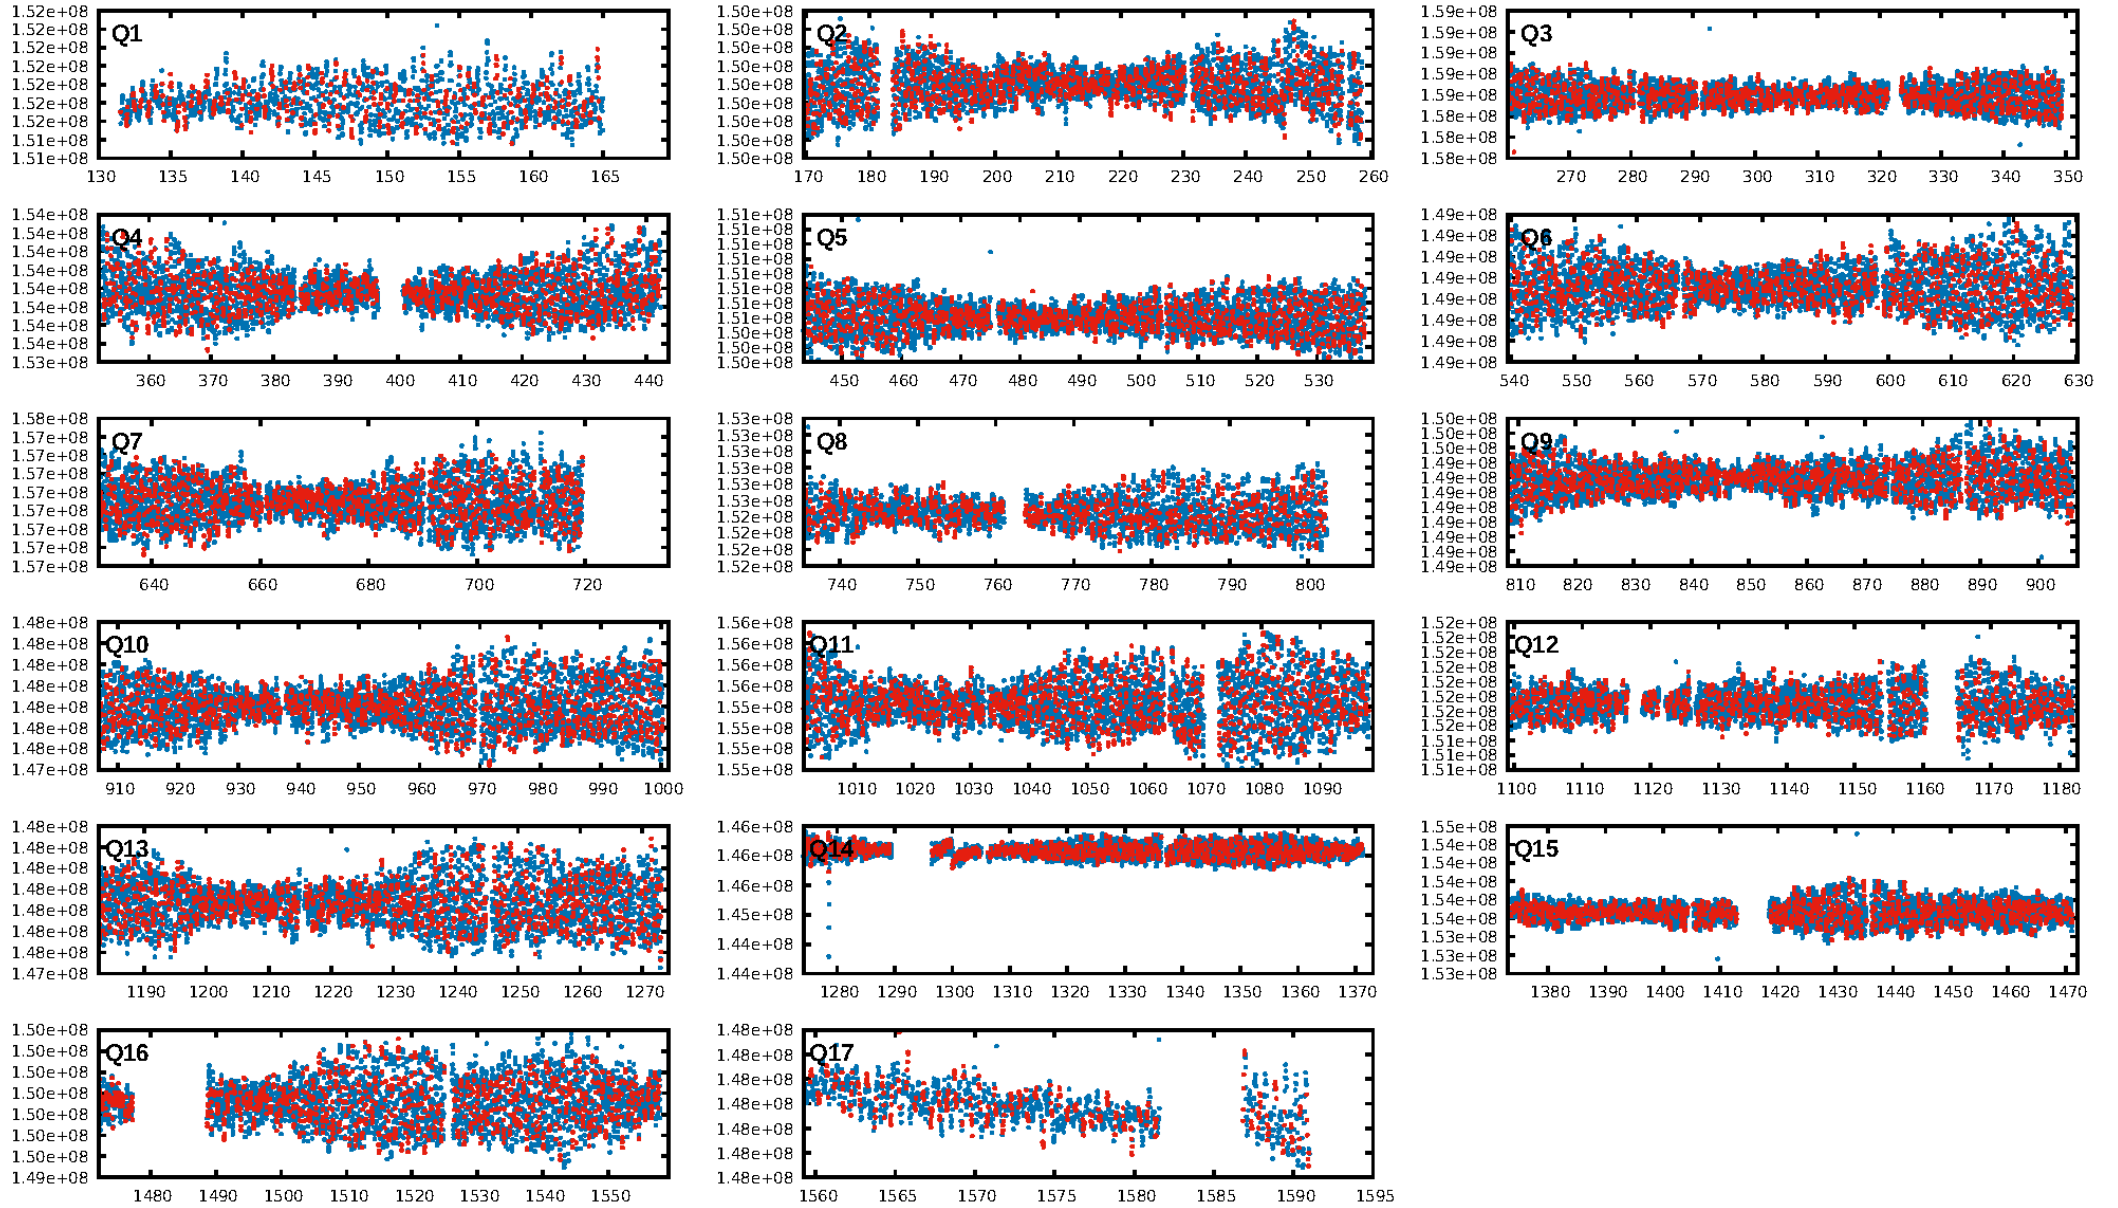 1.52e+08
1.52e+08
1.52e+08
1.52e+08
1.52e+08
1.52e+08
1.52e+08
1.51e+08
1.51e+08
Q1
130 135 140 145 150 155 160 165
1.50e+08
1.50e+08
1.50e+08
1.50e+08
1.50e+08
1.50e+08
1.50e+08
1.50e+08
1.50e+08
Q2
170 180 190 200 210 220 230 240 250 260
1.59e+08
1.59e+08
1.59e+08
1.59e+08
1.59e+08
1.58e+08
1.58e+08
1.58e+08
Q3
270 280 290 300 310 320 330 340 350
1.54e+08
1.54e+08
1.54e+08
1.54e+08
1.54e+08
1.54e+08
1.54e+08
1.54e+08
1.53e+08
Q4
360 370 380 390 400 410 420 430 440
1.51e+08
1.51e+08
1.51e+08
1.51e+08
1.51e+08
1.51e+08
1.51e+08
1.51e+08
1.50e+08
1.50e+08
1.50e+08
Q5
450 460 470 480 490 500 510 520 530
1.49e+08
1.49e+08
1.49e+08
1.49e+08
1.49e+08
1.49e+08
1.49e+08
1.49e+08
Q6
540 550 560 570 580 590 600 610 620 630
1.58e+08
1.57e+08
1.57e+08
1.57e+08
1.57e+08
1.57e+08
1.57e+08
1.57e+08
1.57e+08
Q7
640 660 680 700 720
1.53e+08
1.53e+08
1.53e+08
1.53e+08
1.53e+08
1.53e+08
1.52e+08
1.52e+08
1.52e+08
1.52e+08
Q8
740 750 760 770 780 790 800
1.50e+08
1.50e+08
1.50e+08
1.49e+08
1.49e+08
1.49e+08
1.49e+08
1.49e+08
1.49e+08
1.49e+08
1.49e+08
Q9
810 820 830 840 850 860 870 880 890 900
1.48e+08
1.48e+08
1.48e+08
1.48e+08
1.48e+08
1.48e+08
1.48e+08
1.47e+08
Q10
910 920 930 940 950 960 970 980 990 1000
1.56e+08
1.56e+08
1.56e+08
1.56e+08
1.55e+08
1.55e+08
1.55e+08
1.55e+08
Q11
1010 1020 1030 1040 1050 1060 1070 1080 1090
1.52e+08
1.52e+08
1.52e+08
1.52e+08
1.52e+08
1.52e+08
1.52e+08
1.52e+08
1.51e+08
1.51e+08
1.51e+08
Q12
1100 1110 1120 1130 1140 1150 1160 1170 1180
1.48e+08
1.48e+08
1.48e+08
1.48e+08
1.48e+08
1.48e+08
1.48e+08
1.47e+08
Q13
1190 1200 1210 1220 1230 1240 1250 1260 1270
1.46e+08
1.46e+08
1.46e+08
1.45e+08
1.44e+08
1.44e+08
Q14
1280 1290 1300 1310 1320 1330 1340 1350 1360 1370
1.55e+08
1.54e+08
1.54e+08
1.54e+08
1.54e+08
1.54e+08
1.53e+08
1.53e+08
1.53e+08
Q15
1380 1390 1400 1410 1420 1430 1440 1450 1460 1470
1.50e+08
1.50e+08
1.50e+08
1.50e+08
1.50e+08
1.50e+08
1.50e+08
1.49e+08
Q16
1480 1490 1500 1510 1520 1530 1540 1550
1.48e+08
1.48e+08
1.48e+08
1.48e+08
1.48e+08
1.48e+08
1.48e+08
Q17
1560 1565 1570 1575 1580 1585 1590 1595